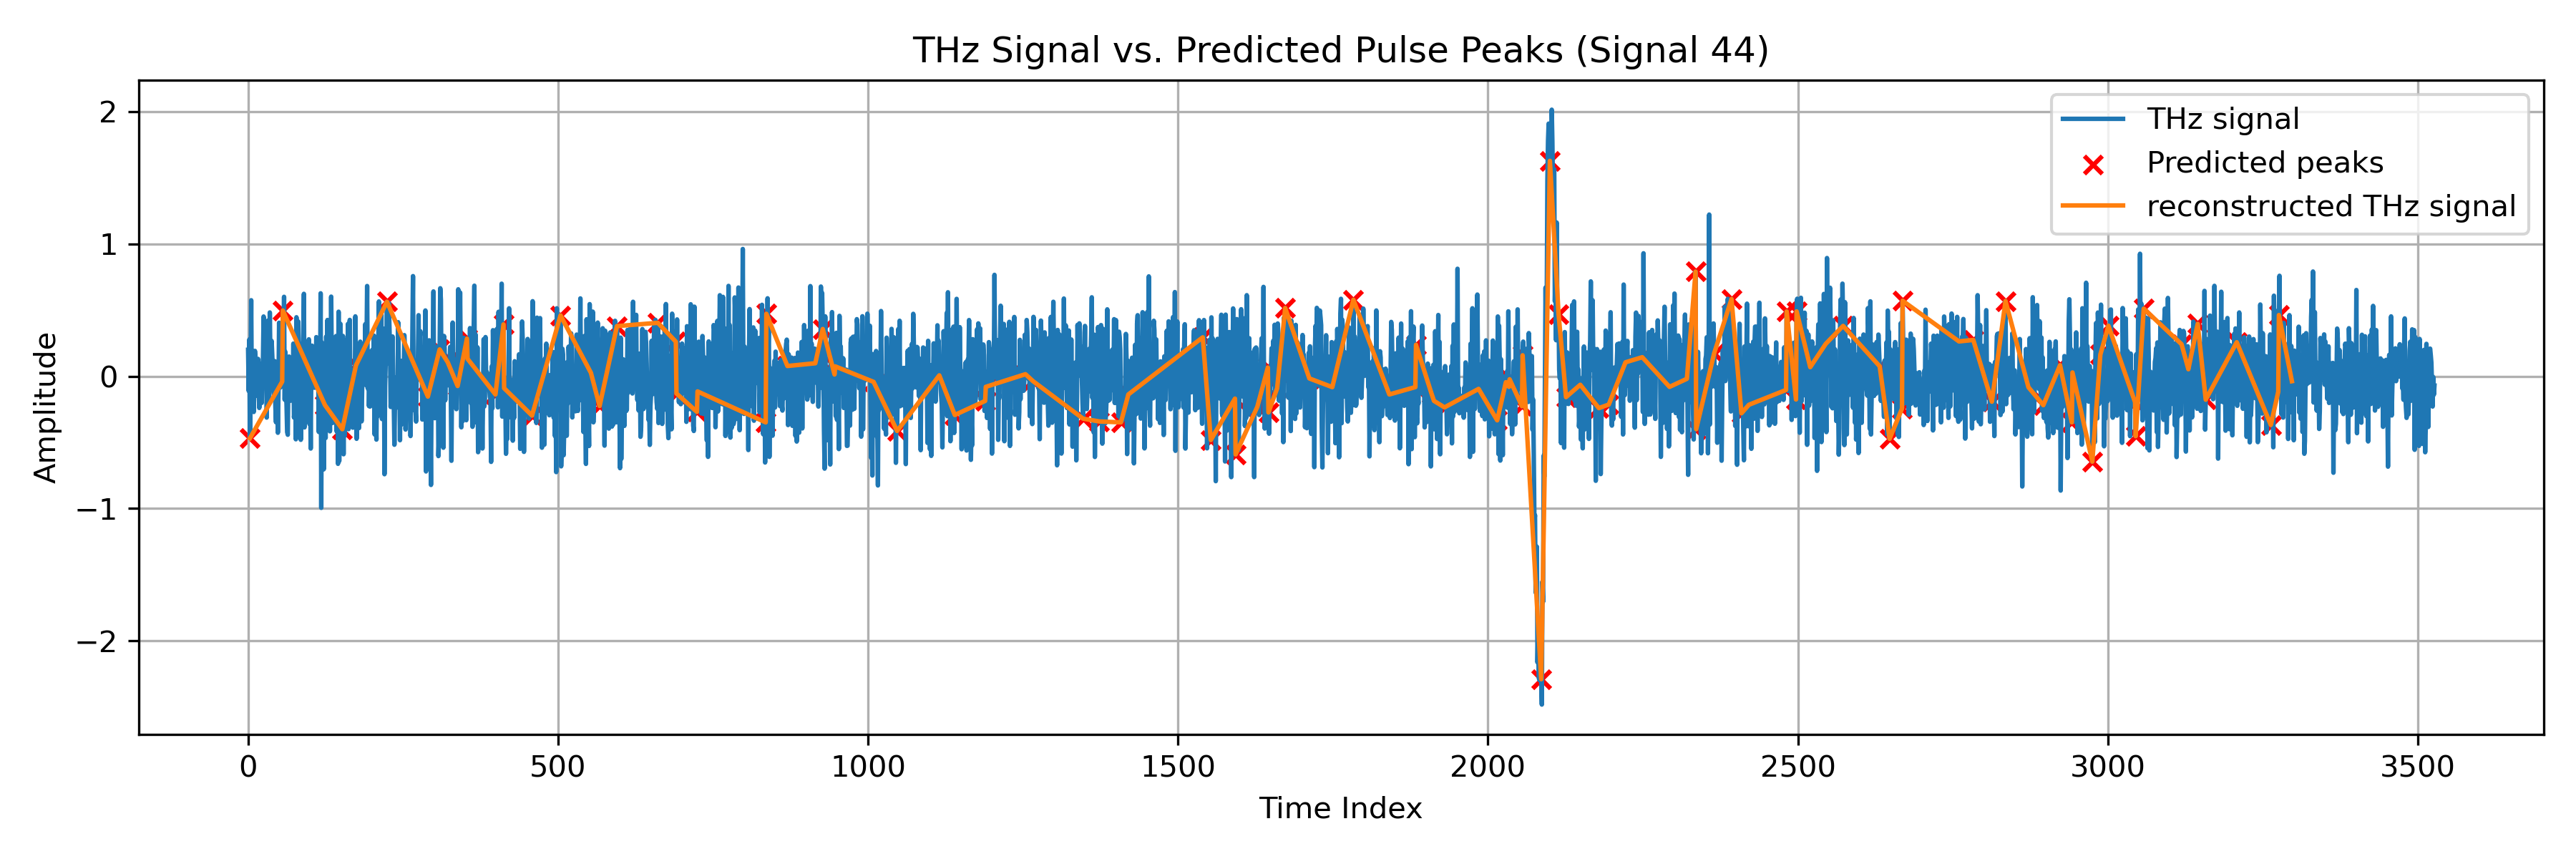 THz Signal vs. Predicted Pulse Peaks (Signal 44)
THz signal
Predicted peaks
reconstructed THz signal
Amplitude
2
1
0
−1
−2
0 500 1000 1500 2000 2500 3000 3500
Time Index